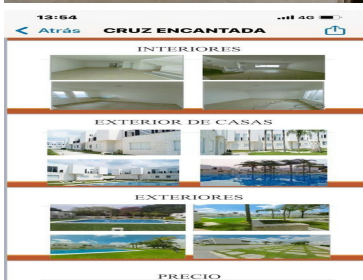 13:54 4G
Atrás CRUZ ENCANTADA
INTERIORES
EXTERIOR DE CASAS
EXTERIORES
PRECIO